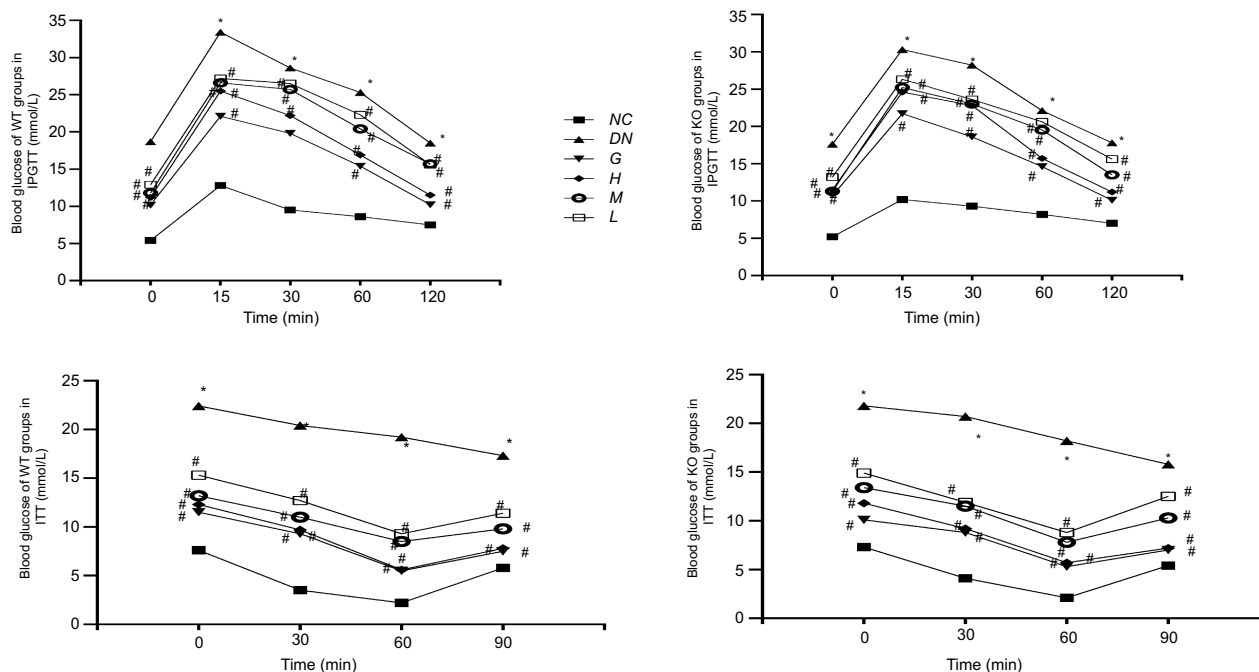 Blood glucose of WT groups in
IPGTT (mmol/L)
35
30
25
20
15
10
5
0
0 15 30 60 120
Time (min)
* * * *
# # # # # # # # # # # # # # # # # #
NC
DN
G
H
M
L
Blood glucose of KO groups in
IPGTT (mmol/L)
35
30
25
20
15
10
5
0
0 15 30 60 120
Time (min)
* * * * *
# # # # # # # # # # # # # # # # # # # #
Blood glucose of WT groups in
ITT (mmol/L)
25
20
15
10
5
0
0 30 60 90
Time (min)
* * * *
# # # # # # # # # # # # # # # #
Blood glucose of KO groups in
ITT (mmol/L)
25
20
15
10
5
0
0 30 60 90
Time (min)
* * * *
# # # # # # # # # # # # # # # #